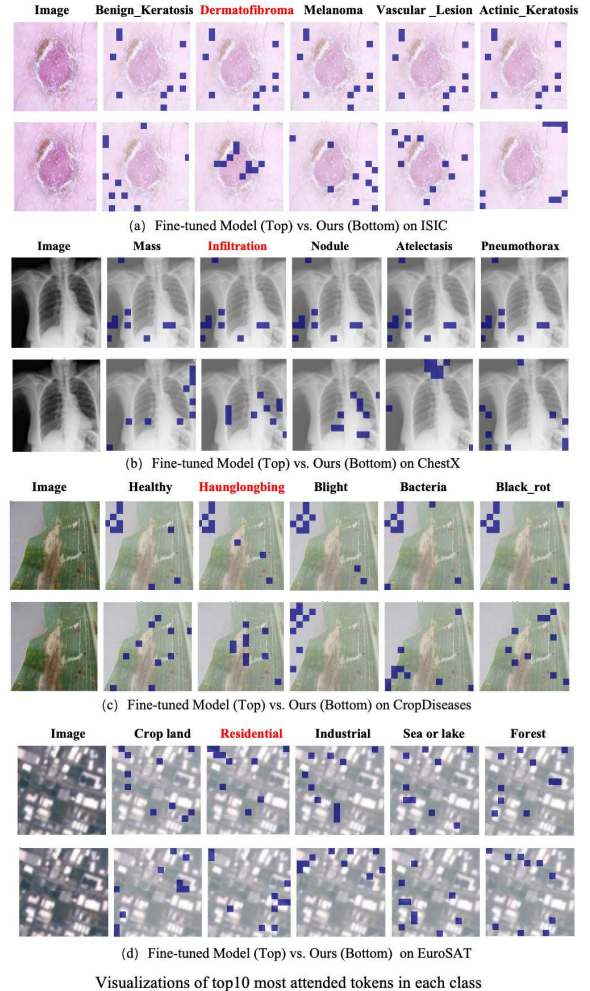 Image Benign_Keratosis Dermatofibroma Melanoma Vascular _Lesion Actinic_Keratosis
(a) Fine-tuned Model (Top) vs. Ours (Bottom) on ISIC
Image Mass Infiltration Nodule Atelectasis Pneumothorax
(b) Fine-tuned Model (Top) vs. Ours (Bottom) on ChestX
Image Healthy Haunglongbing Blight Bacteria Black_rot
(c) Fine-tuned Model (Top) vs. Ours (Bottom) on CropDiseases
Image Crop land Residential Industrial Sea or lake Forest
(d) Fine-tuned Model (Top) vs. Ours (Bottom) on EuroSAT
Visualizations of top10 most attended tokens in each class